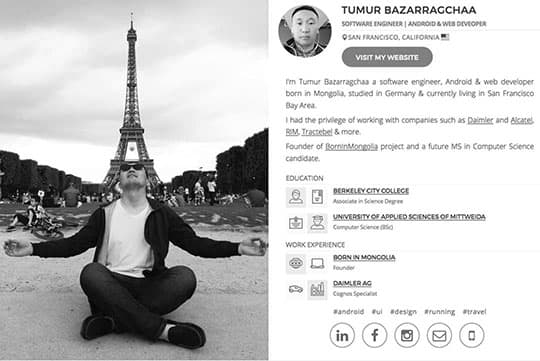 TUMUR BAZARRAGCHAA
SOFTWARE ENGINEER | ANDROID & WEB DEVEOPER
SAN FRANCISCO, CALIFORNIA
VISIT MY WEBSITE
I'm Tumur Bazarragchaa a software engineer, Android & web developer
born in Mongolia, studied in Germany & currently living in San Francisco
Bay Area.
I had the privilege of working with companies such as Daimler and Alcatel,
RIM, Tractebel & more.
Founder of BornInMongolia project and a future MS in Computer Science
candidate.
EDUCATION
BERKELEY CITY COLLEGE
Associate in Science Degree
UNIVERSITY OF APPLIED SCIENCES OF MITTWEIDA
Computer Science (BSc)
WORK EXPERIENCE
BORN IN MONGOLIA
Founder
DAIMLER AG
Cognos Specialist
#android #ui #design #running #travel
in f